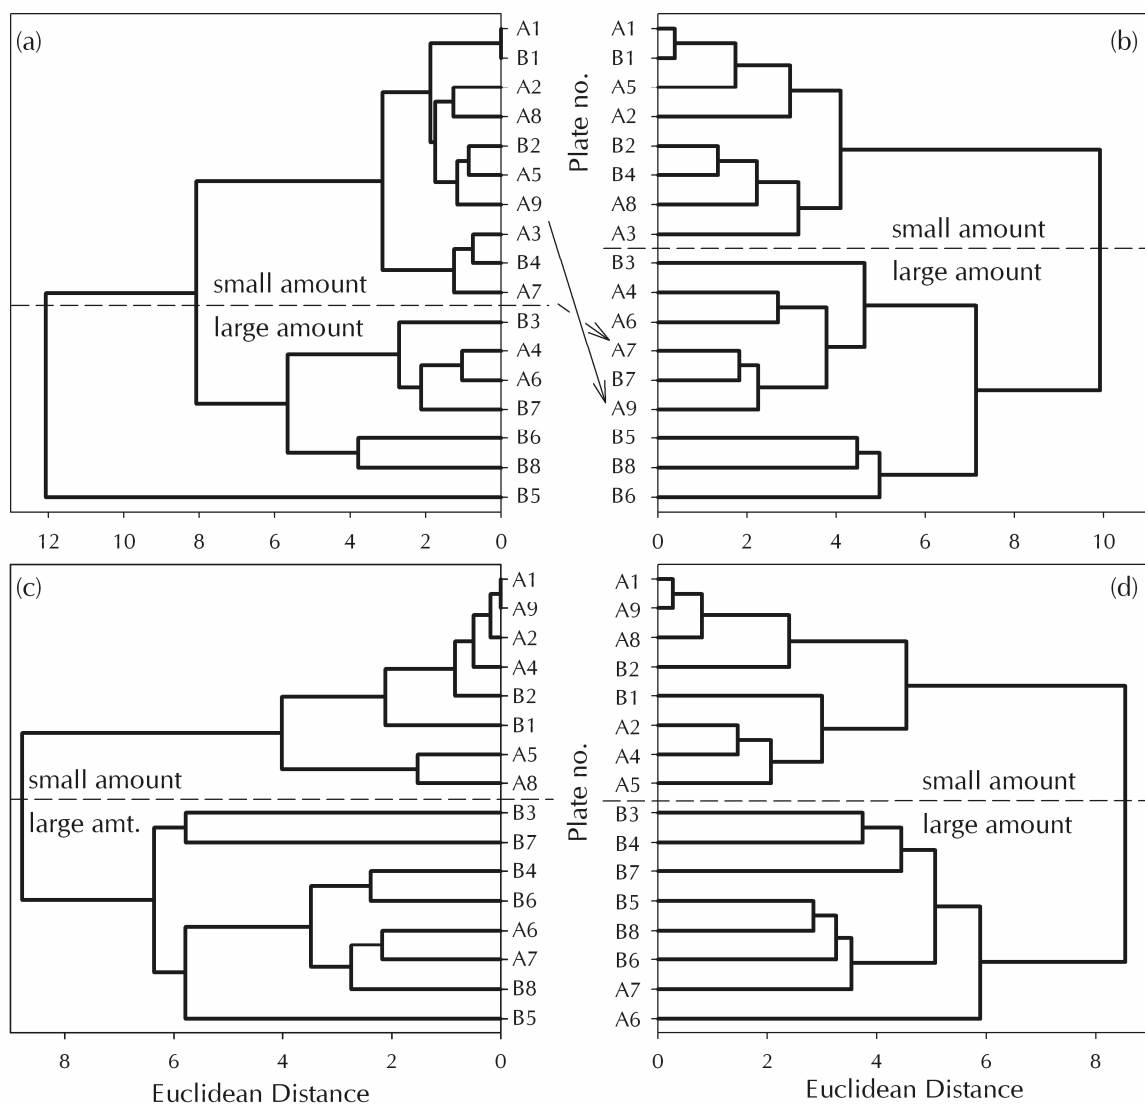 (a)
A1
B1
A2
A8
B2
A5
A9
A3
B4
A7
B3
A4
A6
B7
B6
B8
B5
small amount
large amount
12 10 8 6 4 2 0
Plate no.
(b)
A1
B1
A5
A2
B2
B4
A8
A3
B3
A4
A6
A7
B7
A9
B5
B8
B6
small amount
large amount
0 2 4 6 8 10
(c)
A1
A9
A2
A4
B2
B1
A5
A8
B3
B7
B4
B6
A6
A7
B8
B5
small amount
large amt.
8 6 4 2 0
Euclidean Distance
Plate no.
(d)
A1
A9
A8
B2
B1
A2
A4
A5
B3
B4
B7
B5
B8
B6
A7
A6
small amount
large amount
0 2 4 6 8
Euclidean Distance